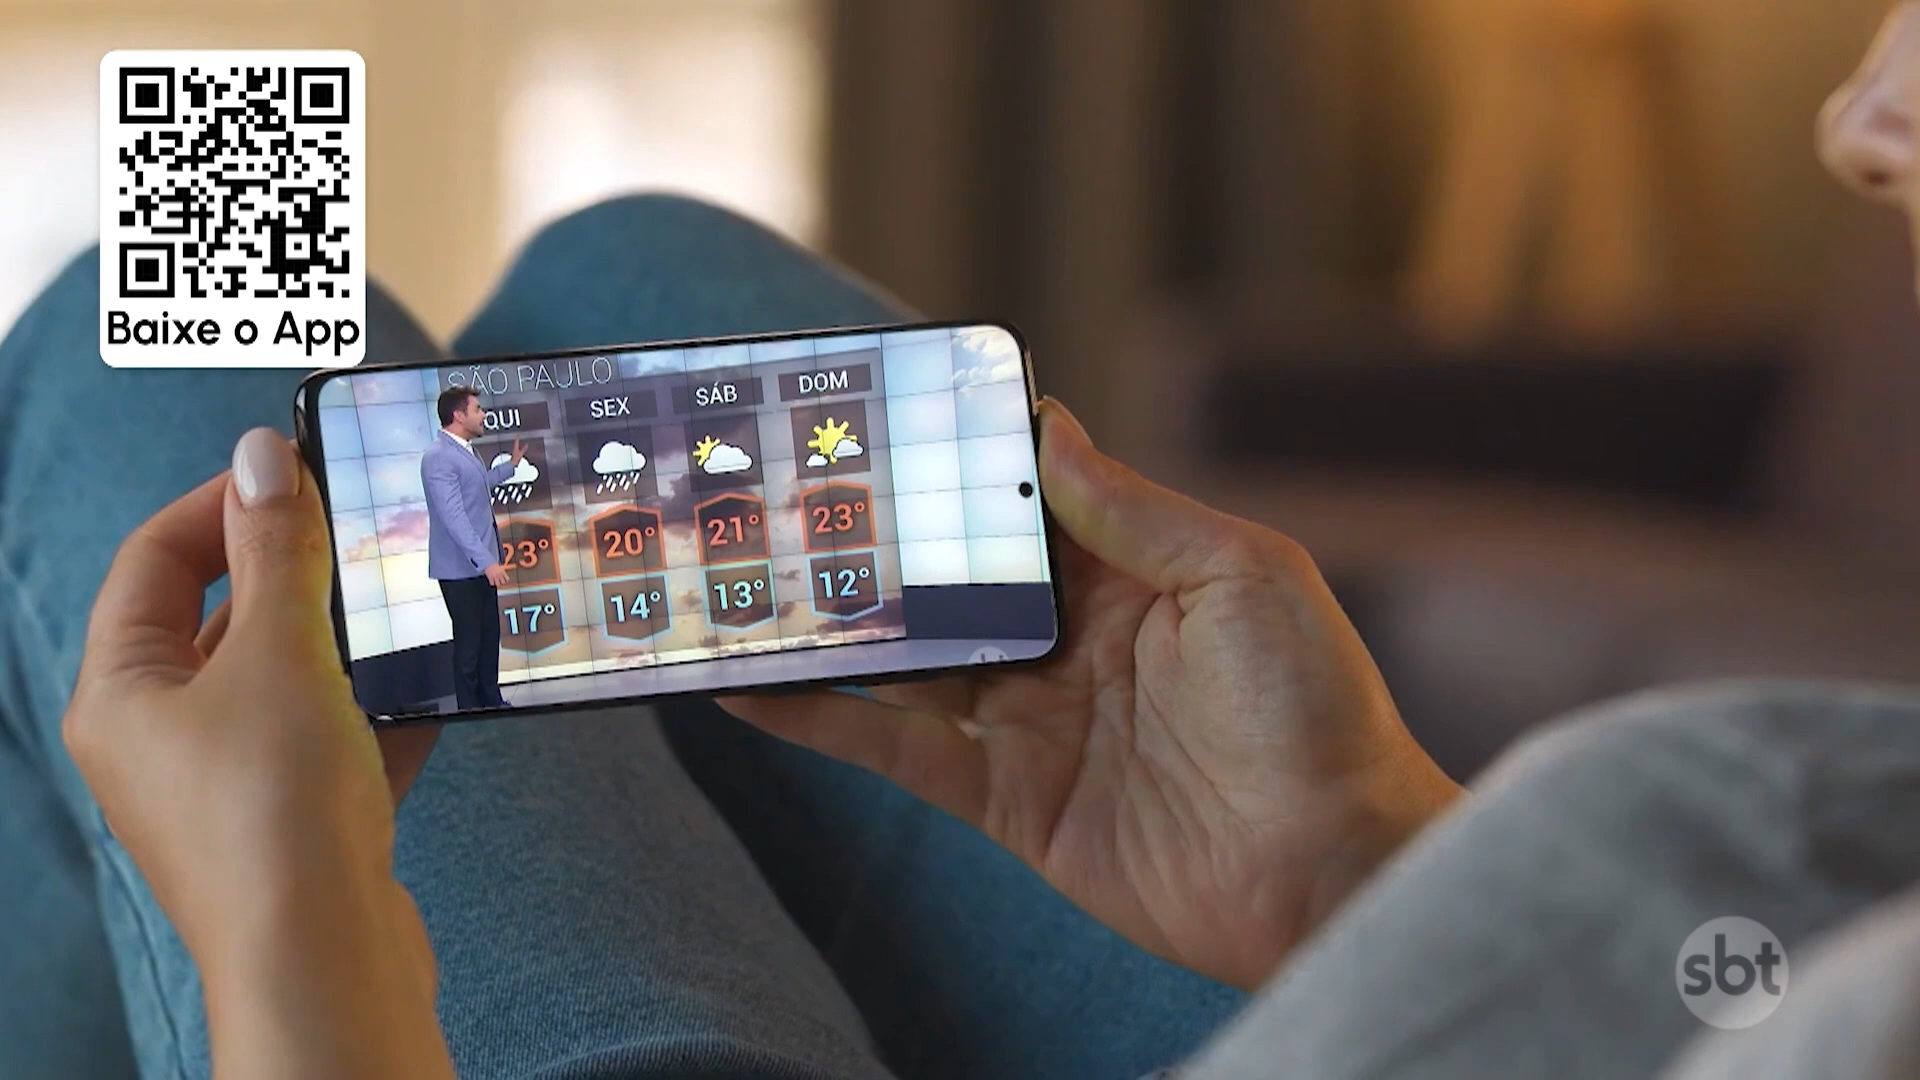 Baixe o App
SÃO PAULO
QUI SEX SÁB DOM
23° 20° 21° 23°
17° 14° 13° 12°
sbt